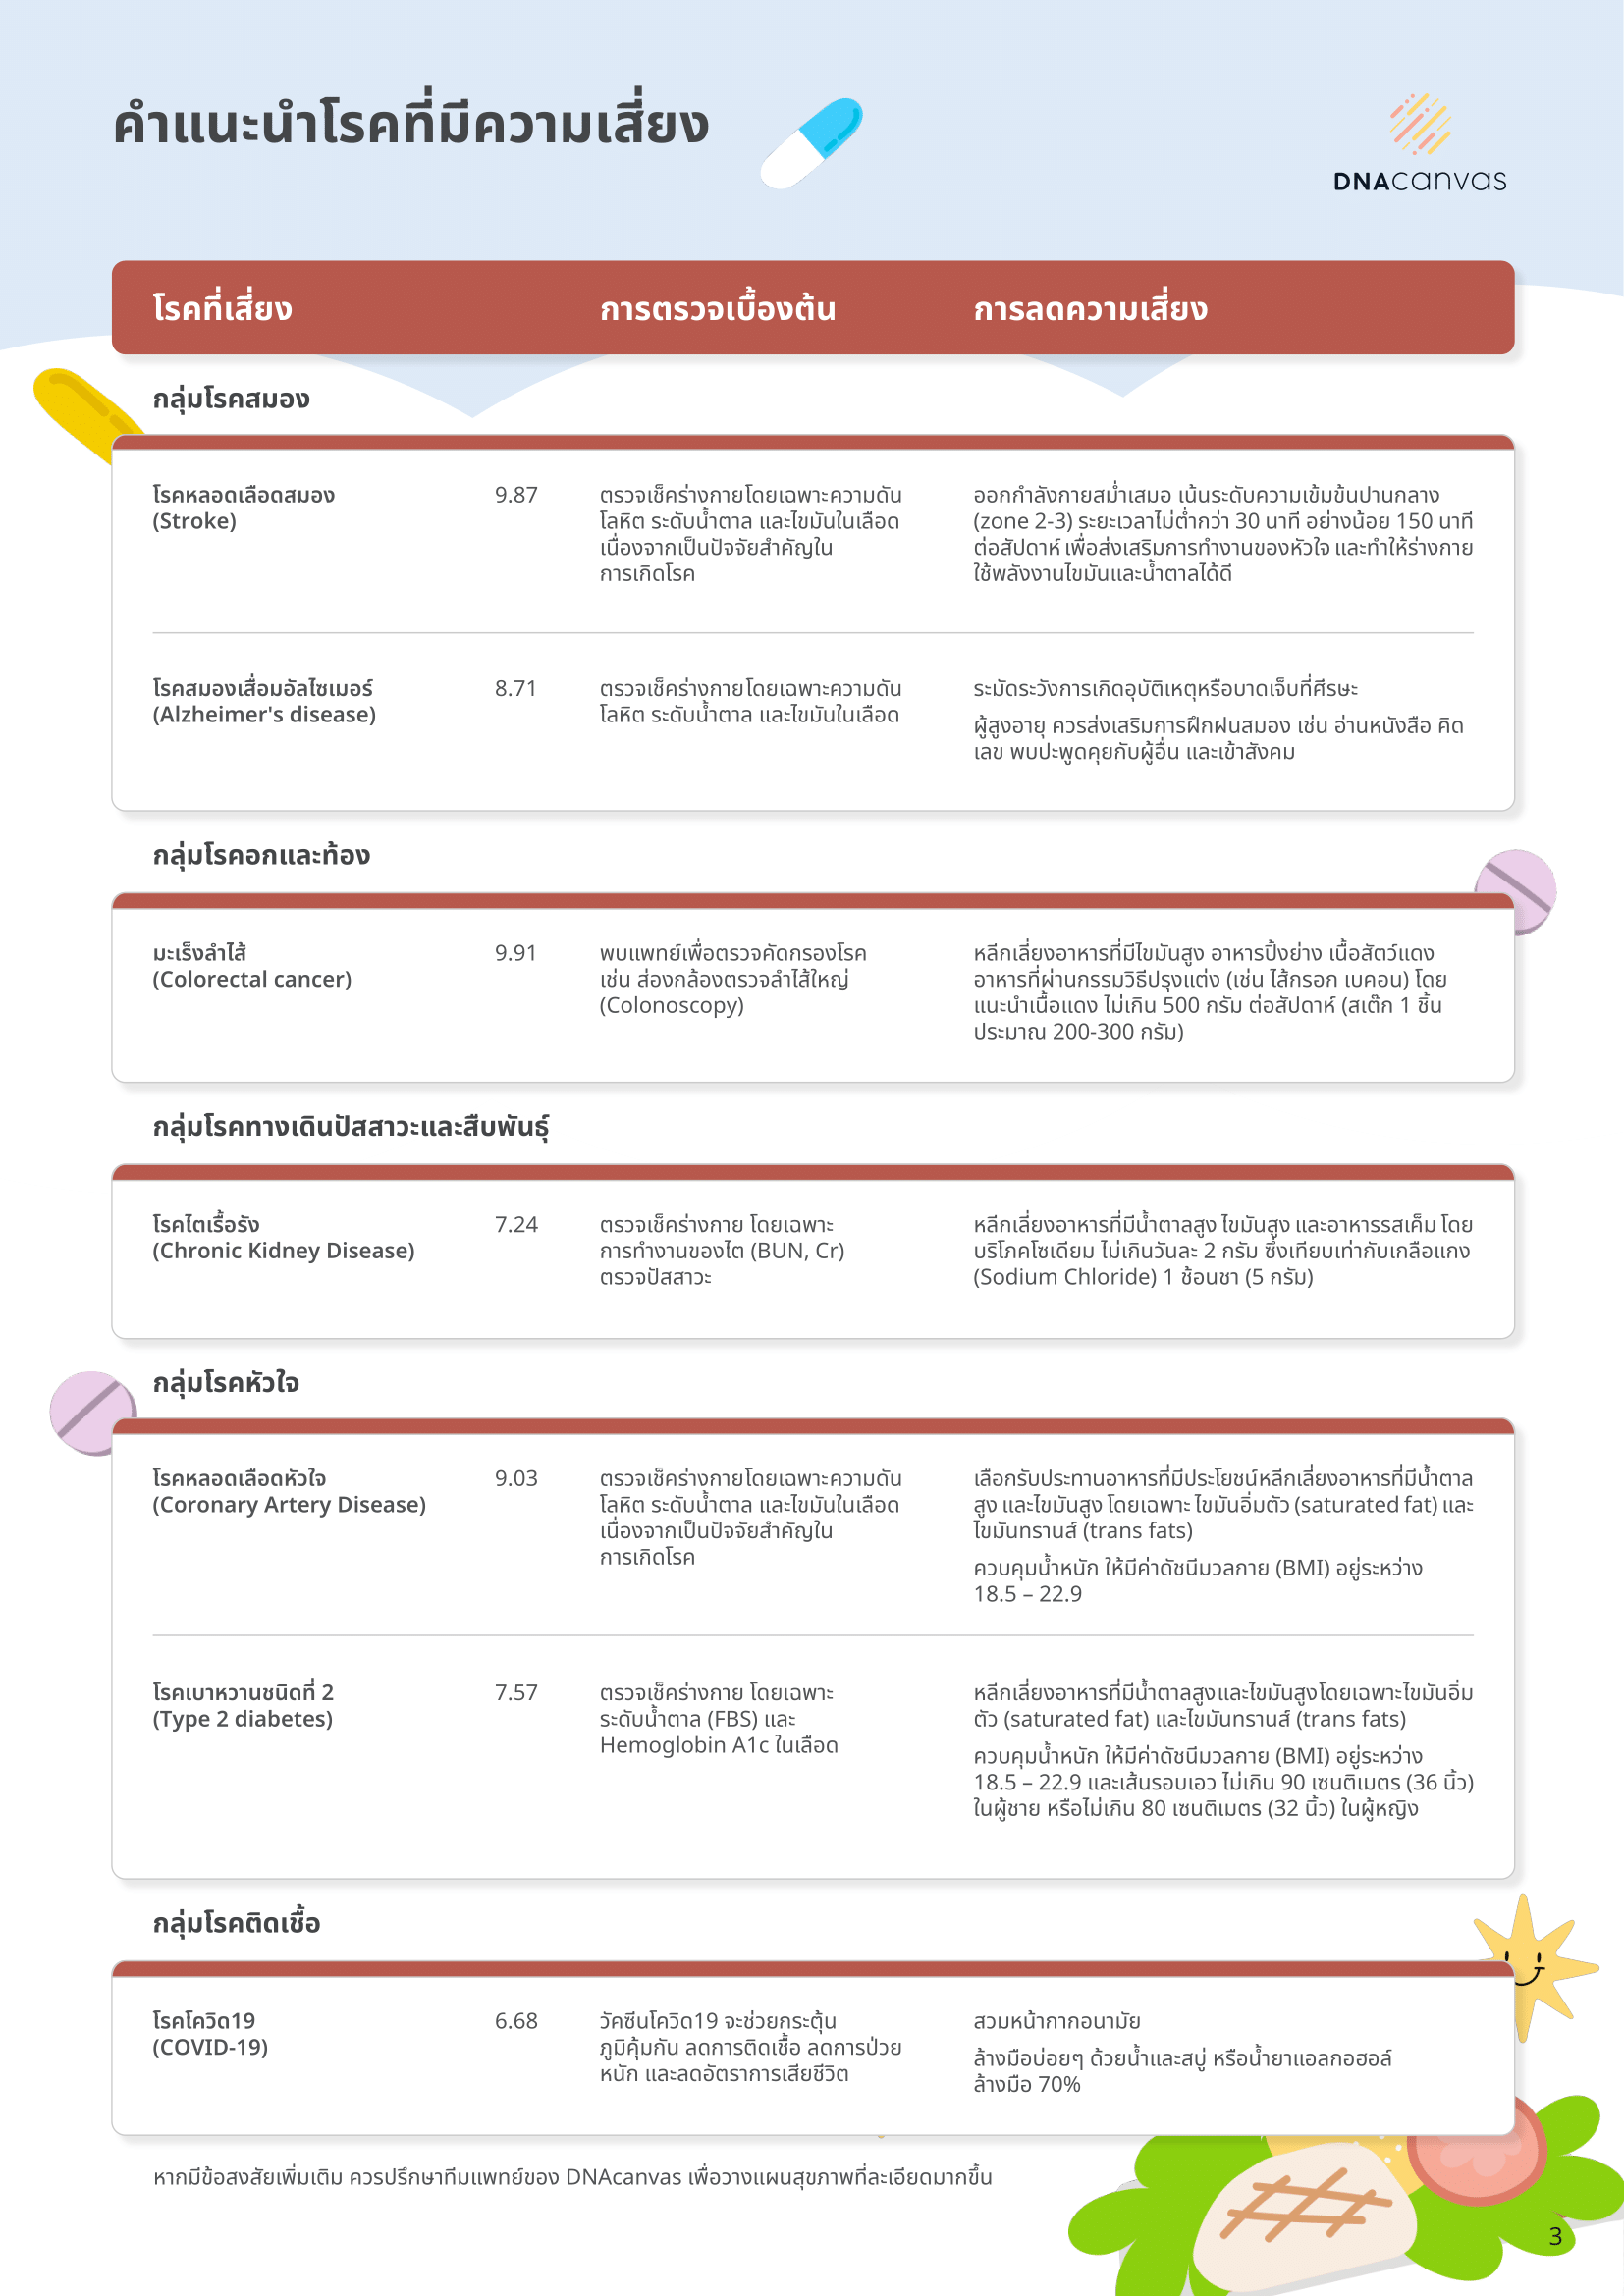 คำแนะนำโรคที่มีความเสี่ยง
DNAcanvas
โรคที่เสี่ยง การตรวจเบื้องต้น การลดความเสี่ยง
กลุ่มโรคสมอง
โรคหลอดเลือดสมอง
(Stroke)
9.87
ตรวจเช็คร่างกายโดยเฉพาะความดัน
โลหิต ระดับน้ำตาล และไขมันในเลือด
เนื่องจากเป็นปัจจัยสำคัญใน
การเกิดโรค
ออกกำลังกายสม่ำเสมอ เน้นระดับความเข้มข้นปานกลาง
(zone 2-3) ระยะเวลาไม่ต่ำกว่า 30 นาที อย่างน้อย 150 นาที
ต่อสัปดาห์ เพื่อส่งเสริมการทำงานของหัวใจ และทำให้ร่างกาย
ใช้พลังงานไขมันและน้ำตาลได้ดี
โรคสมองเสื่อมอัลไซเมอร์
(Alzheimer's disease)
8.71
ตรวจเช็คร่างกายโดยเฉพาะความดัน
โลหิต ระดับน้ำตาล และไขมันในเลือด
ระมัดระวังการเกิดอุบัติเหตุหรือบาดเจ็บที่ศีรษะ
ผู้สูงอายุ ควรส่งเสริมการฝึกฝนสมอง เช่น อ่านหนังสือ คิด
เลข พบปะพูดคุยกับผู้อื่น และเข้าสังคม
กลุ่มโรคอกและท้อง
มะเร็งลำไส้
(Colorectal cancer)
9.91
พบแพทย์เพื่อตรวจคัดกรองโรค
เช่น ส่องกล้องตรวจลำไส้ใหญ่
(Colonoscopy)
หลีกเลี่ยงอาหารที่มีไขมันสูง อาหารปิ้งย่าง เนื้อสัตว์แดง
อาหารที่ผ่านกรรมวิธีปรุงแต่ง (เช่น ไส้กรอก เบคอน) โดย
แนะนำเนื้อแดง ไม่เกิน 500 กรัม ต่อสัปดาห์ (สเต๊ก 1 ชิ้น
ประมาณ 200-300 กรัม)
กลุ่มโรคทางเดินปัสสาวะและสืบพันธุ์
โรคไตเรื้อรัง
(Chronic Kidney Disease)
7.24
ตรวจเช็คร่างกาย โดยเฉพาะ
การทำงานของไต (BUN, Cr)
ตรวจปัสสาวะ
หลีกเลี่ยงอาหารที่มีน้ำตาลสูง ไขมันสูง และอาหารรสเค็ม โดย
บริโภคโซเดียม ไม่เกินวันละ 2 กรัม ซึ่งเทียบเท่ากับเกลือแกง
(Sodium Chloride) 1 ช้อนชา (5 กรัม)
กลุ่มโรคหัวใจ
โรคหลอดเลือดหัวใจ
(Coronary Artery Disease)
9.03
ตรวจเช็คร่างกายโดยเฉพาะความดัน
โลหิต ระดับน้ำตาล และไขมันในเลือด
เนื่องจากเป็นปัจจัยสำคัญใน
การเกิดโรค
เลือกรับประทานอาหารที่มีประโยชน์หลีกเลี่ยงอาหารที่มีน้ำตาล
สูง และไขมันสูง โดยเฉพาะ ไขมันอิ่มตัว (saturated fat) และ
ไขมันทรานส์ (trans fats)
ควบคุมน้ำหนัก ให้มีค่าดัชนีมวลกาย (BMI) อยู่ระหว่าง
18.5 – 22.9
โรคเบาหวานชนิดที่ 2
(Type 2 diabetes)
7.57
ตรวจเช็คร่างกาย โดยเฉพาะ
ระดับน้ำตาล (FBS) และ
Hemoglobin A1c ในเลือด
หลีกเลี่ยงอาหารที่มีน้ำตาลสูงและไขมันสูงโดยเฉพาะไขมันอิ่ม
ตัว (saturated fat) และไขมันทรานส์ (trans fats)
ควบคุมน้ำหนัก ให้มีค่าดัชนีมวลกาย (BMI) อยู่ระหว่าง
18.5 – 22.9 และเส้นรอบเอว ไม่เกิน 90 เซนติเมตร (36 นิ้ว)
ในผู้ชาย หรือไม่เกิน 80 เซนติเมตร (32 นิ้ว) ในผู้หญิง
กลุ่มโรคติดเชื้อ
โรคโควิด19
(COVID-19)
6.68
วัคซีนโควิด19 จะช่วยกระตุ้น
ภูมิคุ้มกัน ลดการติดเชื้อ ลดการป่วย
หนัก และลดอัตราการเสียชีวิต
สวมหน้ากากอนามัย
ล้างมือบ่อยๆ ด้วยน้ำและสบู่ หรือน้ำยาแอลกอฮอล์
ล้างมือ 70%
หากมีข้อสงสัยเพิ่มเติม ควรปรึกษาทีมแพทย์ของ DNAcanvas เพื่อวางแผนสุขภาพที่ละเอียดมากขึ้น
3